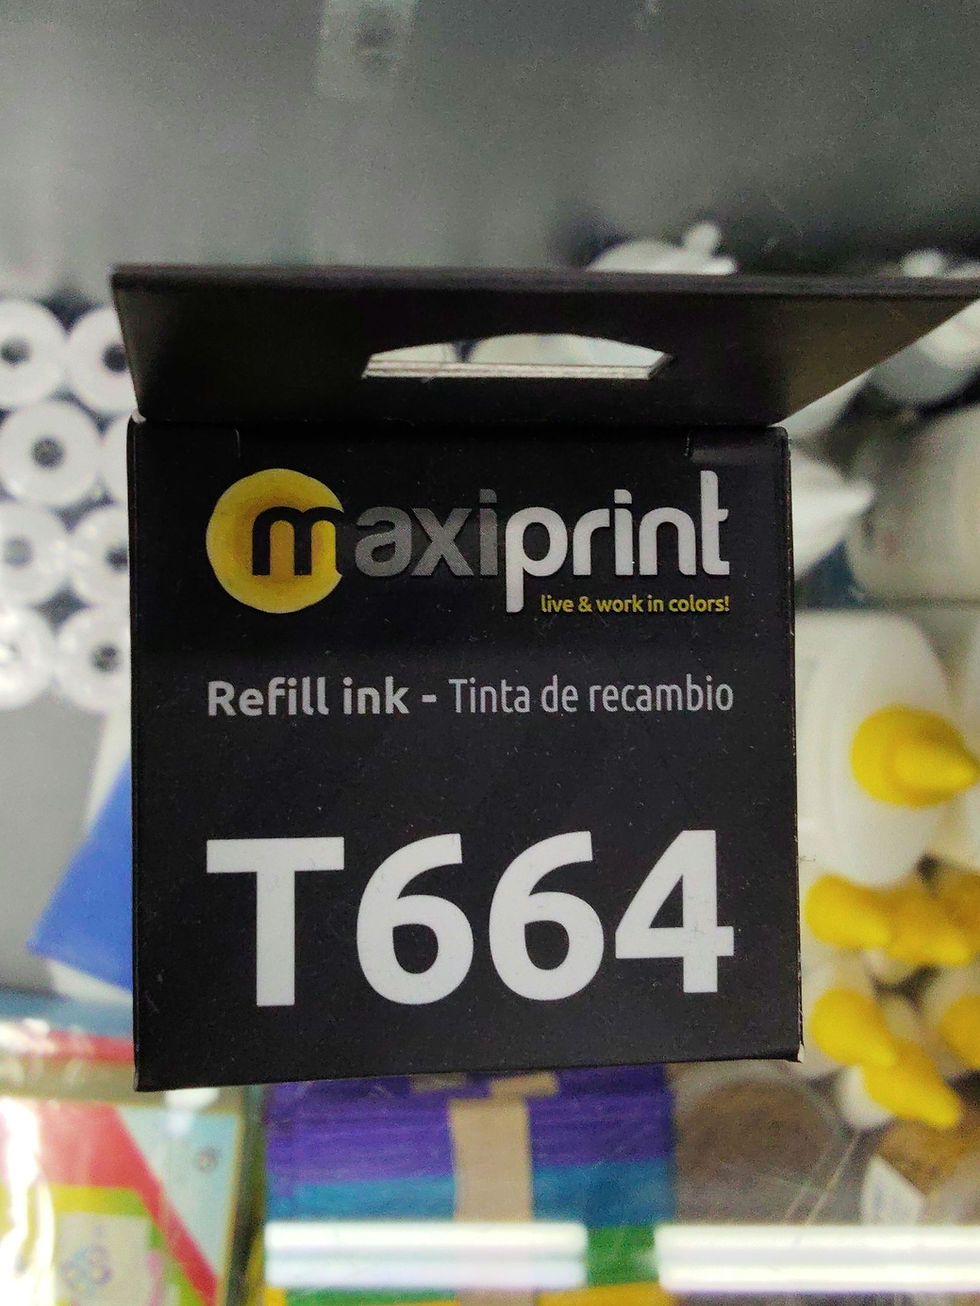 maxiprint
live & work in colors!
Refill ink - Tinta de recambio
T664